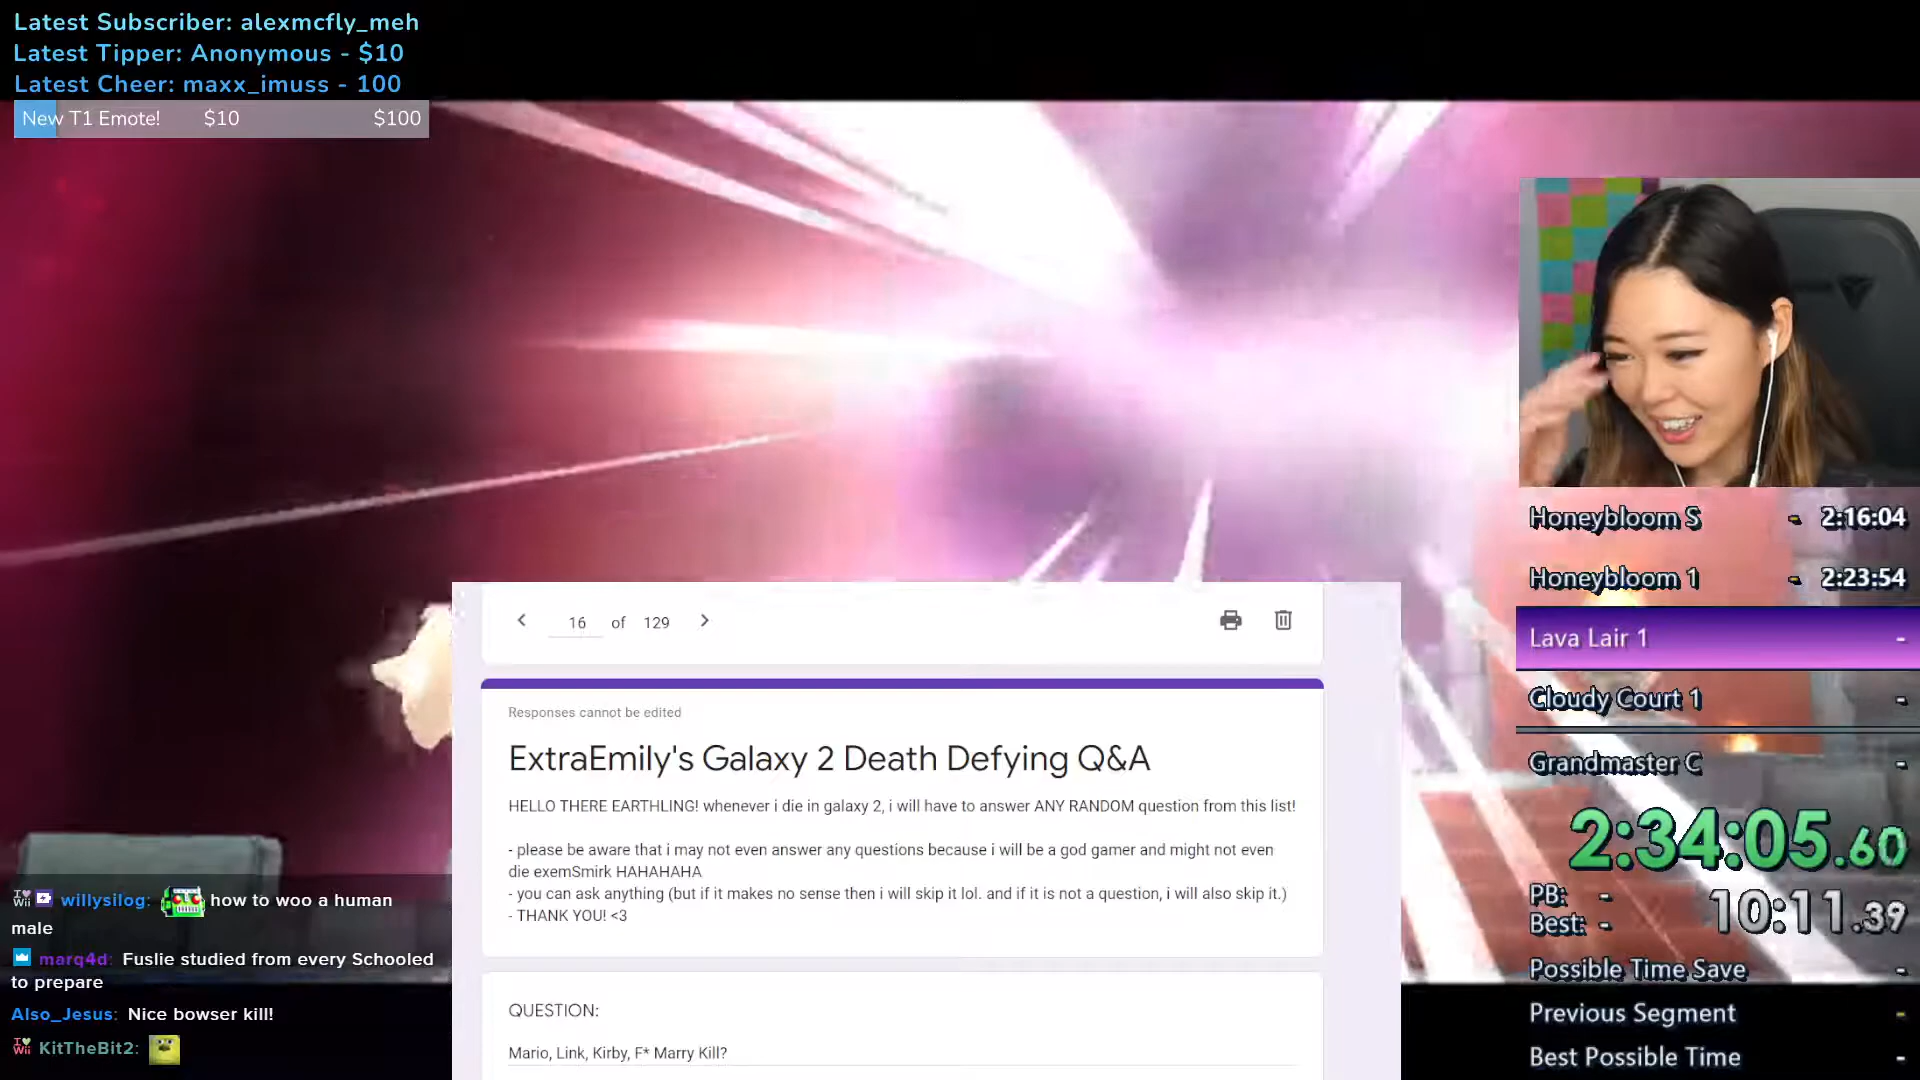 Latest Subscriber: alexmcfly_meh
Latest Tipper: Anonymous - $10
Latest Cheer: maxx_imuss - 100
New T1 Emote! $10 $100
Honeybloom S - 2:16:04
Honeybloom 1 - 2:23:54
Lava Lair 1 -
Cloudy Court 1 -
Grandmaster C -
2:34:05.60
PB: -
Best: -
10:11.39
Possible Time Save -
Previous Segment -
Best Possible Time -
16 of 129
Responses cannot be edited
ExtraEmily's Galaxy 2 Death Defying Q&A
HELLO THERE EARTHLING! whenever i die in galaxy 2, i will have to answer ANY RANDOM question from this list!
- please be aware that i may not even answer any questions because i will be a god gamer and might not even
die exemSmirk HAHAHAHA
- you can ask anything (but if it makes no sense then i will skip it lol. and if it is not a question, i will also skip it.)
- THANK YOU! <3
QUESTION:
Mario, Link, Kirby, F* Marry Kill?
I ♥ Wii willysilog: how to woo a human
male
marq4d: Fuslie studied from every Schooled
to prepare
Also_Jesus: Nice bowser kill!
I ♥ Wii KitTheBit2: